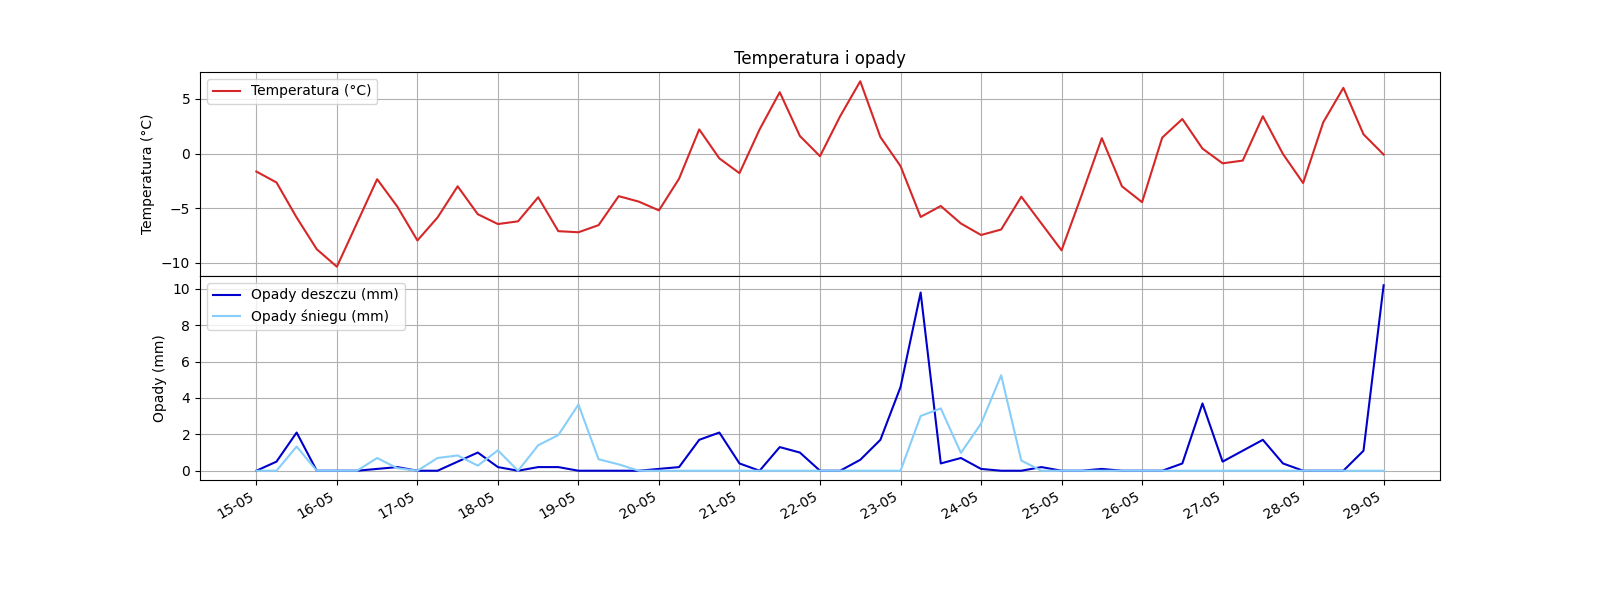 Temperatura i opady
Temperatura (°C)
Temperatura (°C)
5
0
−5
−10
Opady deszczu (mm)
Opady śniegu (mm)
Opady (mm)
10
8
6
4
2
0
15-05 16-05 17-05 18-05 19-05 20-05 21-05 22-05 23-05 24-05 25-05 26-05 27-05 28-05 29-05